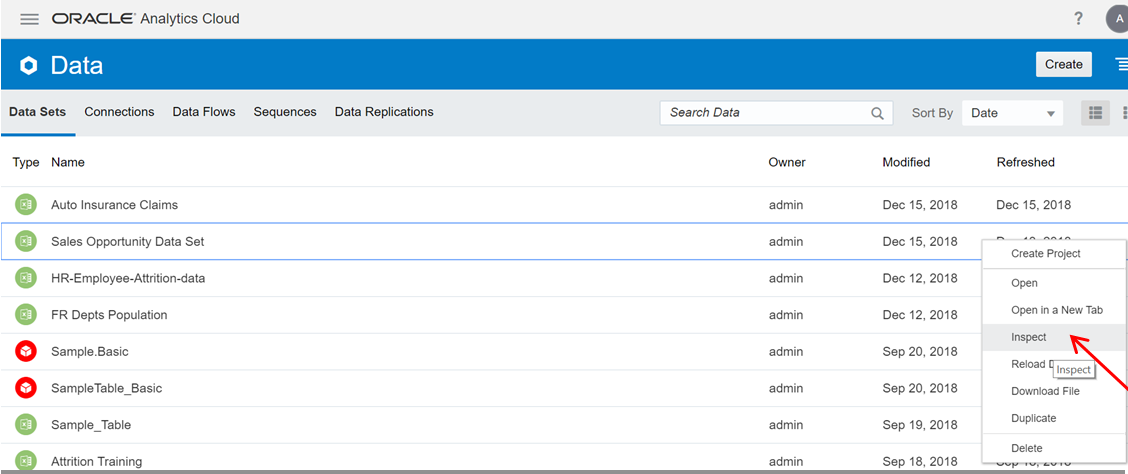 ORACLE Analytics Cloud ? A
Data Create
Data Sets Connections Data Flows Sequences Data Replications Search Data Sort By Date
Type Name Owner Modified Refreshed
Auto Insurance Claims admin Dec 15, 2018 Dec 15, 2018
Sales Opportunity Data Set admin Dec 15, 2018
HR-Employee-Attrition-data admin Dec 12, 2018
FR Depts Population admin Dec 12, 2018
Sample.Basic admin Sep 20, 2018
SampleTable_Basic admin Sep 20, 2018
Sample_Table admin Sep 19, 2018
Attrition Training admin Sep 18, 2018
Create Project
Open
Open in a New Tab
Inspect
Reload
Inspect
Download File
Duplicate
Delete